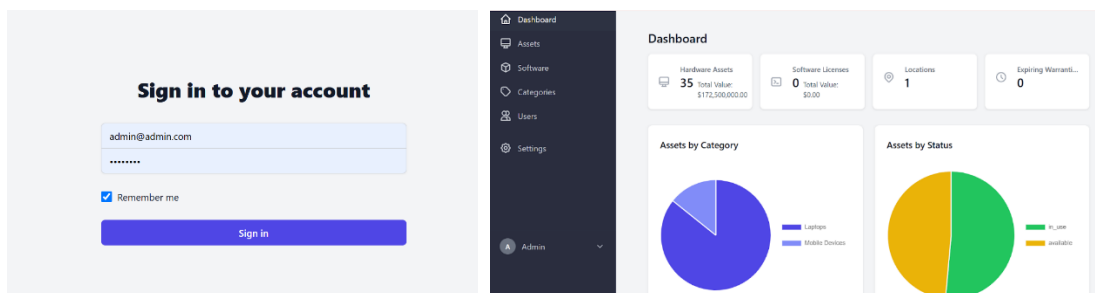 Sign in to your account
admin@admin.com
••••••••
Remember me
Sign in
Dashboard
Assets
Software
Categories
Users
Settings
A Admin
Dashboard
Hardware Assets
35 Total Value:
$172,500,000.00
Software Licenses
0 Total Value:
$0.00
Locations
1
Expiring Warranti...
0
Assets by Category
Laptops
Mobile Devices
Assets by Status
in_use
available